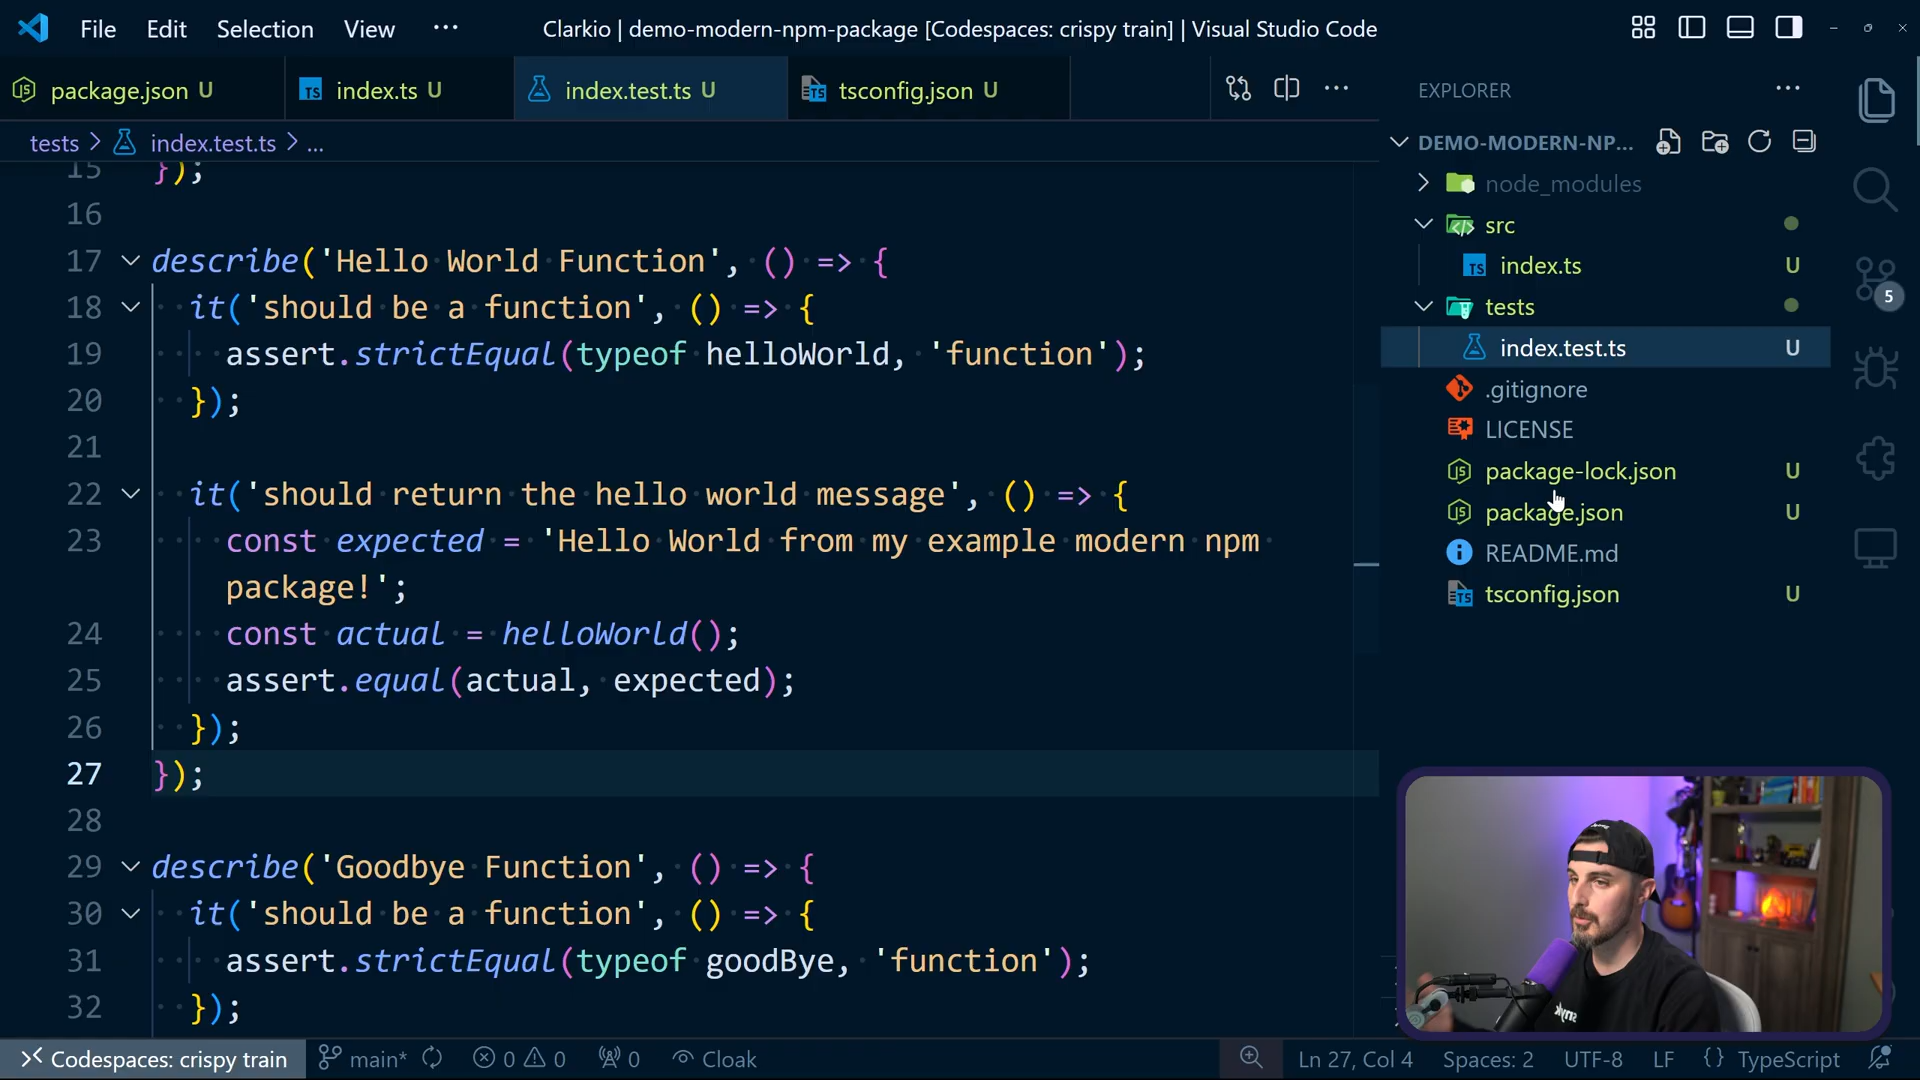 File Edit Selection View ···
Clarkio | demo-modern-npm-package [Codespaces: crispy train] | Visual Studio Code
package.json U
index.ts U
index.test.ts U
tsconfig.json U
tests > index.test.ts > ...
15 });
16
17 describe('Hello World Function', () => {
18 it('should be a function', () => {
19 assert.strictEqual(typeof helloWorld, 'function');
20 });
21
22 it('should return the hello world message', () => {
23 const expected = 'Hello World from my example modern npm
package!';
24 const actual = helloWorld();
25 assert.equal(actual, expected);
26 });
27 });
28
29 describe('Goodbye Function', () => {
30 it('should be a function', () => {
31 assert.strictEqual(typeof goodBye, 'function');
32 });
EXPLORER
DEMO-MODERN-NP...
node_modules
src
index.ts U
tests
index.test.ts U
.gitignore
LICENSE
package-lock.json U
package.json U
README.md
tsconfig.json U
5
snyk
Codespaces: crispy train main* 0 0 0 Cloak
Ln 27, Col 4 Spaces: 2 UTF-8 LF {} TypeScript